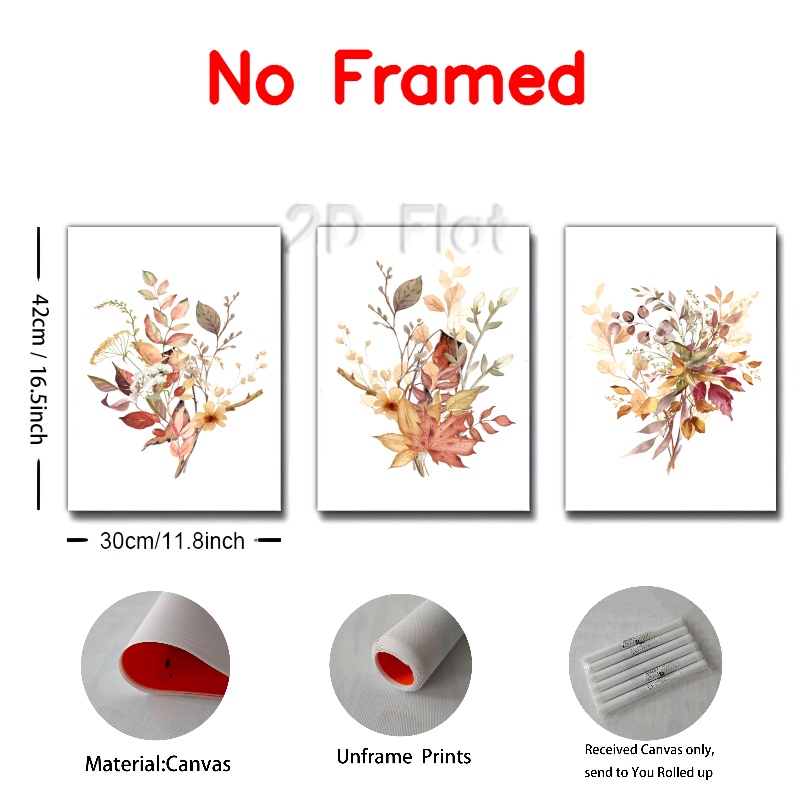 No Framed
2D Flat
42cm / 16.5inch
30cm/11.8inch
Material:Canvas
Unframe Prints
Received Canvas only,
send to You Rolled up